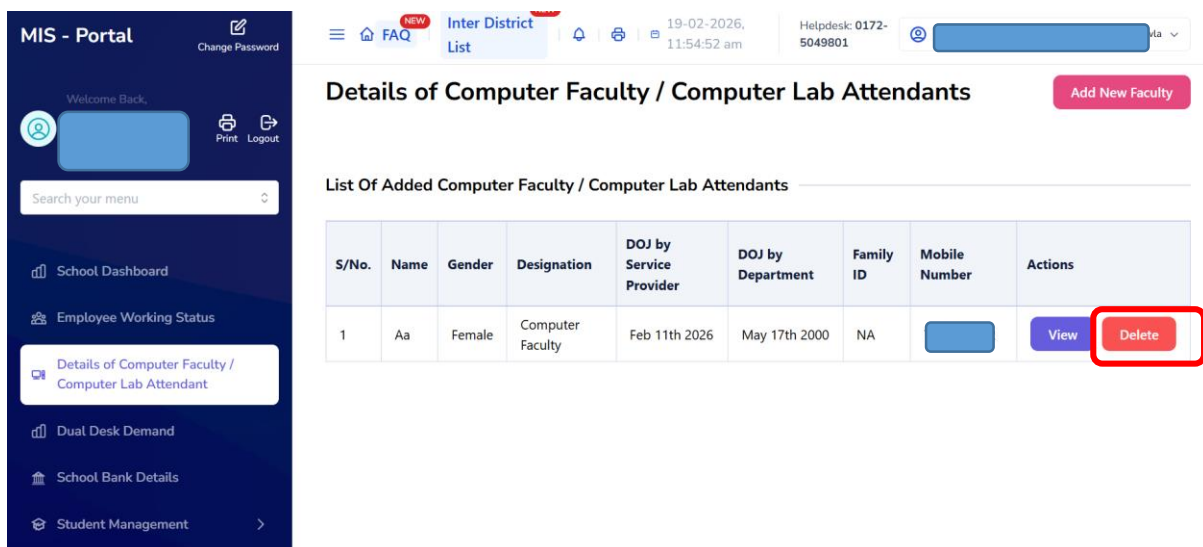 MIS - Portal
Change Password
Welcome Back,
Print Logout
Search your menu
School Dashboard
Employee Working Status
Details of Computer Faculty /
Computer Lab Attendant
Dual Desk Demand
School Bank Details
Student Management
FAQ
NEW
Inter District
List
19-02-2026,
11:54:52 am
Helpdesk: 0172-
5049801
Details of Computer Faculty / Computer Lab Attendants
Add New Faculty
List Of Added Computer Faculty / Computer Lab Attendants
S/No.
Name
Gender
Designation
DOJ by
Service
Provider
DOJ by
Department
Family
ID
Mobile
Number
Actions
1
Aa
Female
Computer
Faculty
Feb 11th 2026
May 17th 2000
NA
View
Delete